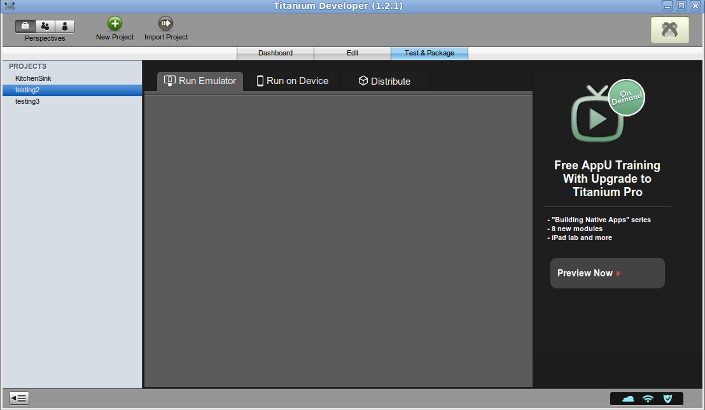 Titanium Developer (1.2.1)
Perspectives
New Project
Import Project
Dashboard
Edit
Test & Package
PROJECTS
KitchenSink
testing2
testing3
Run Emulator
Run on Device
Distribute
On
Demand
Free AppU Training
With Upgrade to
Titanium Pro
- "Building Native Apps" series
- 8 new modules
- iPad lab and more
Preview Now »